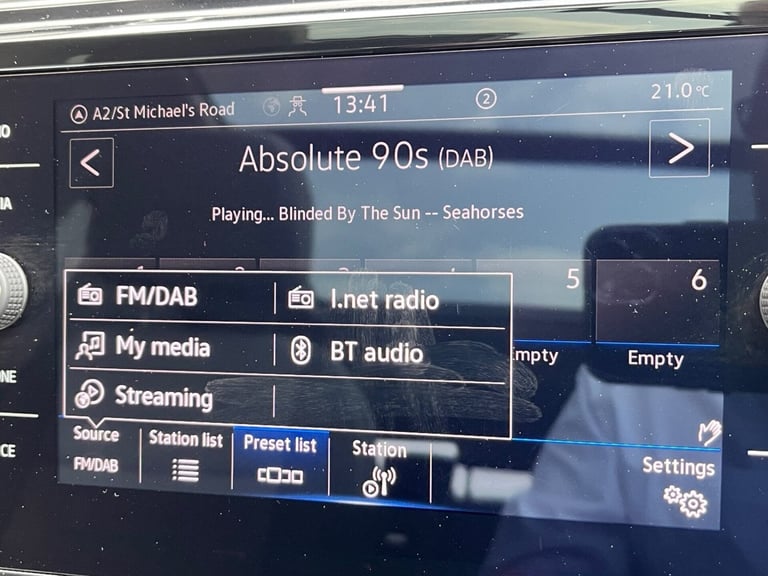 A2/St Michael's Road 13:41 2 21.0 °C
< Absolute 90s (DAB) >
Playing... Blinded By The Sun -- Seahorses
5 6
FM/DAB I.net radio
My media BT audio
Empty
Streaming
Source Station list Preset list Station
FM/DAB
Settings